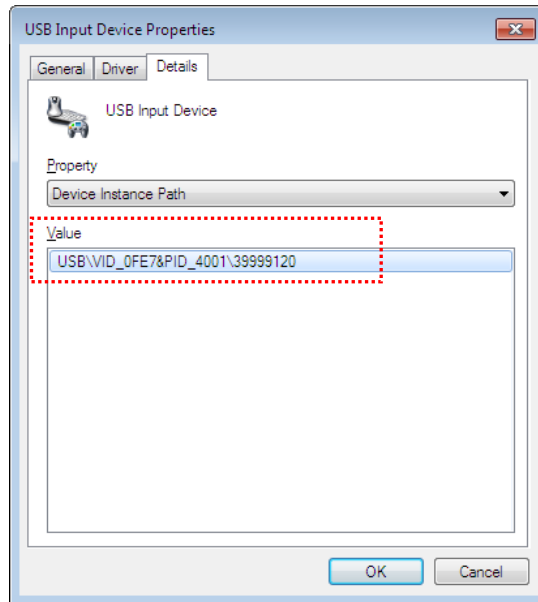 USB Input Device Properties
General Driver Details
USB Input Device
Property
Device Instance Path
Value
USB\VID_0FE7&PID_4001\39999120
OK Cancel